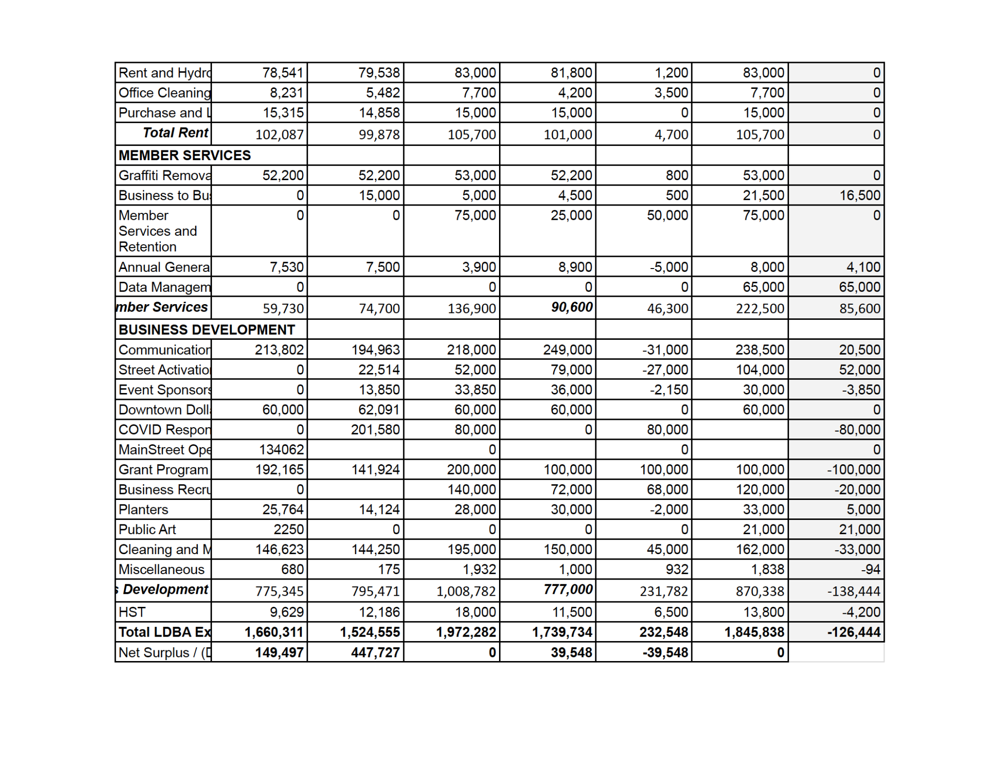 Rent and Hydro 78,541 79,538 83,000 81,800 1,200 83,000 0
Office Cleaning 8,231 5,482 7,700 4,200 3,500 7,700 0
Purchase and L 15,315 14,858 15,000 15,000 0 15,000 0
Total Rent 102,087 99,878 105,700 101,000 4,700 105,700 0
MEMBER SERVICES
Graffiti Remova 52,200 52,200 53,000 52,200 800 53,000 0
Business to Bus 0 15,000 5,000 4,500 500 21,500 16,500
Member 0 0 75,000 25,000 50,000 75,000 0
Services and
Retention
Annual Genera 7,530 7,500 3,900 8,900 -5,000 8,000 4,100
Data Managem 0 0 0 0 65,000 65,000
mber Services 59,730 74,700 136,900 90,600 46,300 222,500 85,600
BUSINESS DEVELOPMENT
Communication 213,802 194,963 218,000 249,000 -31,000 238,500 20,500
Street Activation 0 22,514 52,000 79,000 -27,000 104,000 52,000
Event Sponsors 0 13,850 33,850 36,000 -2,150 30,000 -3,850
Downtown Dolla 60,000 62,091 60,000 60,000 0 60,000 0
COVID Respon 0 201,580 80,000 0 80,000 -80,000
MainStreet Ope 134062 0 0 0
Grant Program 192,165 141,924 200,000 100,000 100,000 100,000 -100,000
Business Recru 0 140,000 72,000 68,000 120,000 -20,000
Planters 25,764 14,124 28,000 30,000 -2,000 33,000 5,000
Public Art 2250 0 0 0 0 21,000 21,000
Cleaning and M 146,623 144,250 195,000 150,000 45,000 162,000 -33,000
Miscellaneous 680 175 1,932 1,000 932 1,838 -94
s Development 775,345 795,471 1,008,782 777,000 231,782 870,338 -138,444
HST 9,629 12,186 18,000 11,500 6,500 13,800 -4,200
Total LDBA Ex 1,660,311 1,524,555 1,972,282 1,739,734 232,548 1,845,838 -126,444
Net Surplus / (D 149,497 447,727 0 39,548 -39,548 0